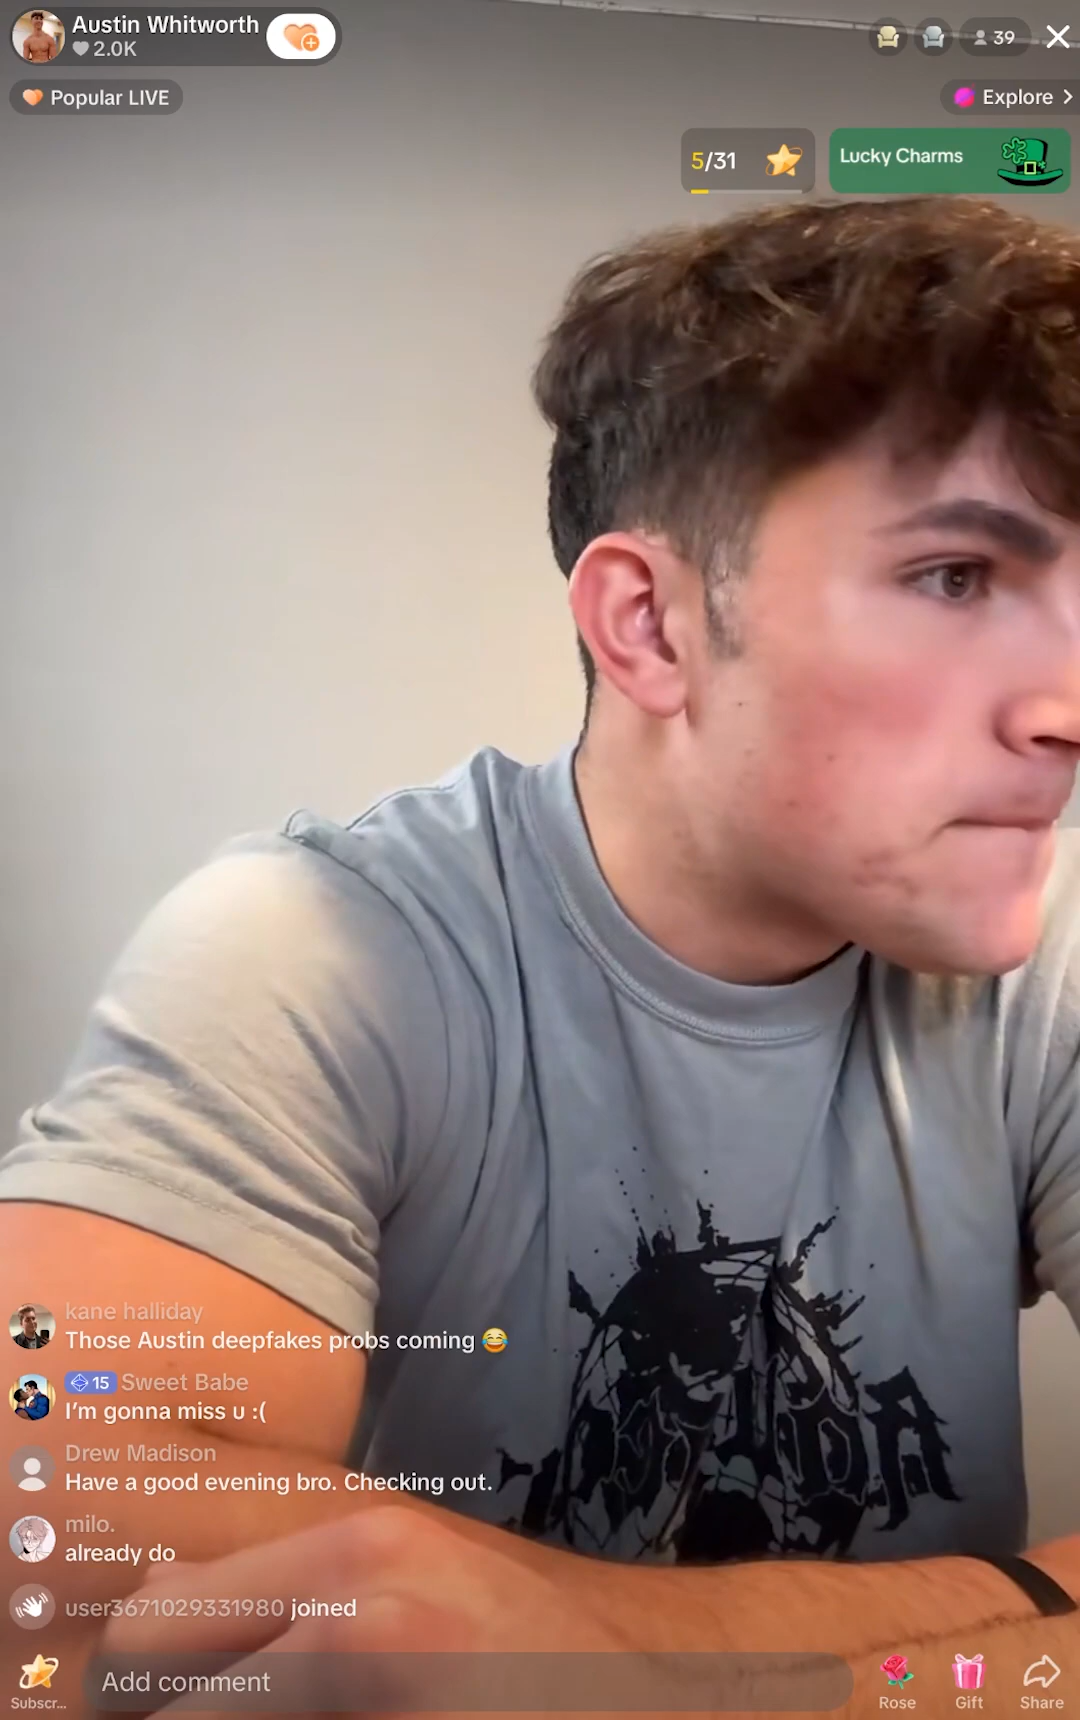 Austin Whitworth
2.0K
39
Popular LIVE
Explore >
5/31
Lucky Charms
kane halliday
Those Austin deepfakes probs coming 😂
15 Sweet Babe
I'm gonna miss u :(
Drew Madison
Have a good evening bro. Checking out.
milo.
already do
user3671029331980 joined
Add comment
Subscr...
Rose
Gift
Share